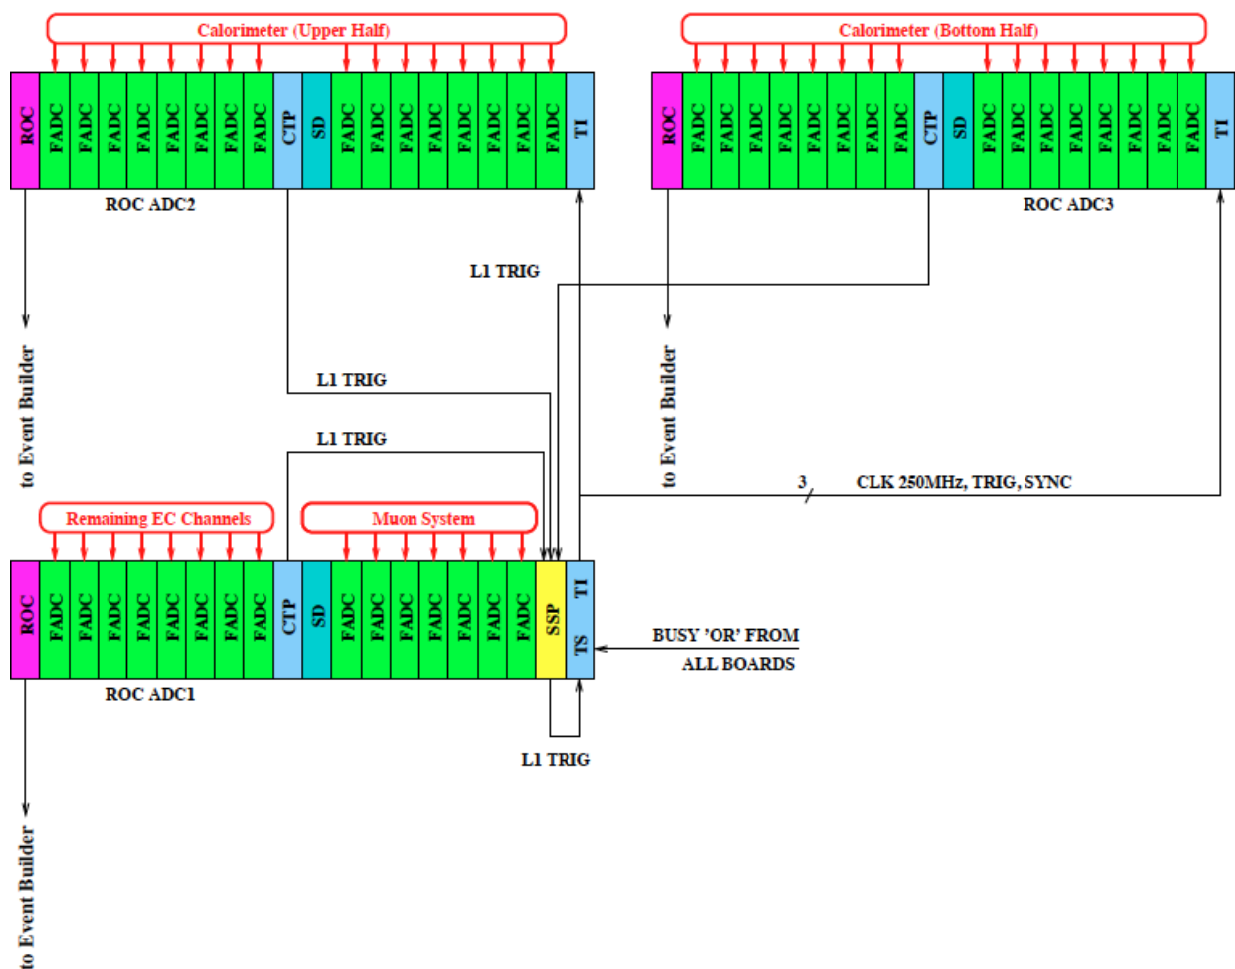 Calorimeter (Upper Half)
Calorimeter (Bottom Half)
ROC FADC FADC FADC FADC FADC FADC FADC FADC CTP SD FADC FADC FADC FADC FADC FADC FADC FADC TI
ROC FADC FADC FADC FADC FADC FADC FADC FADC CTP SD FADC FADC FADC FADC FADC FADC FADC FADC TI
ROC ADC2
ROC ADC3
L1 TRIG
to Event Builder
to Event Builder
L1 TRIG
L1 TRIG
3 CLK 250MHz, TRIG, SYNC
Remaining EC Channels
Muon System
ROC FADC FADC FADC FADC FADC FADC FADC FADC CTP SD FADC FADC FADC FADC FADC FADC FADC SSP TS TI
BUSY 'OR' FROM
ALL BOARDS
ROC ADC1
L1 TRIG
to Event Builder